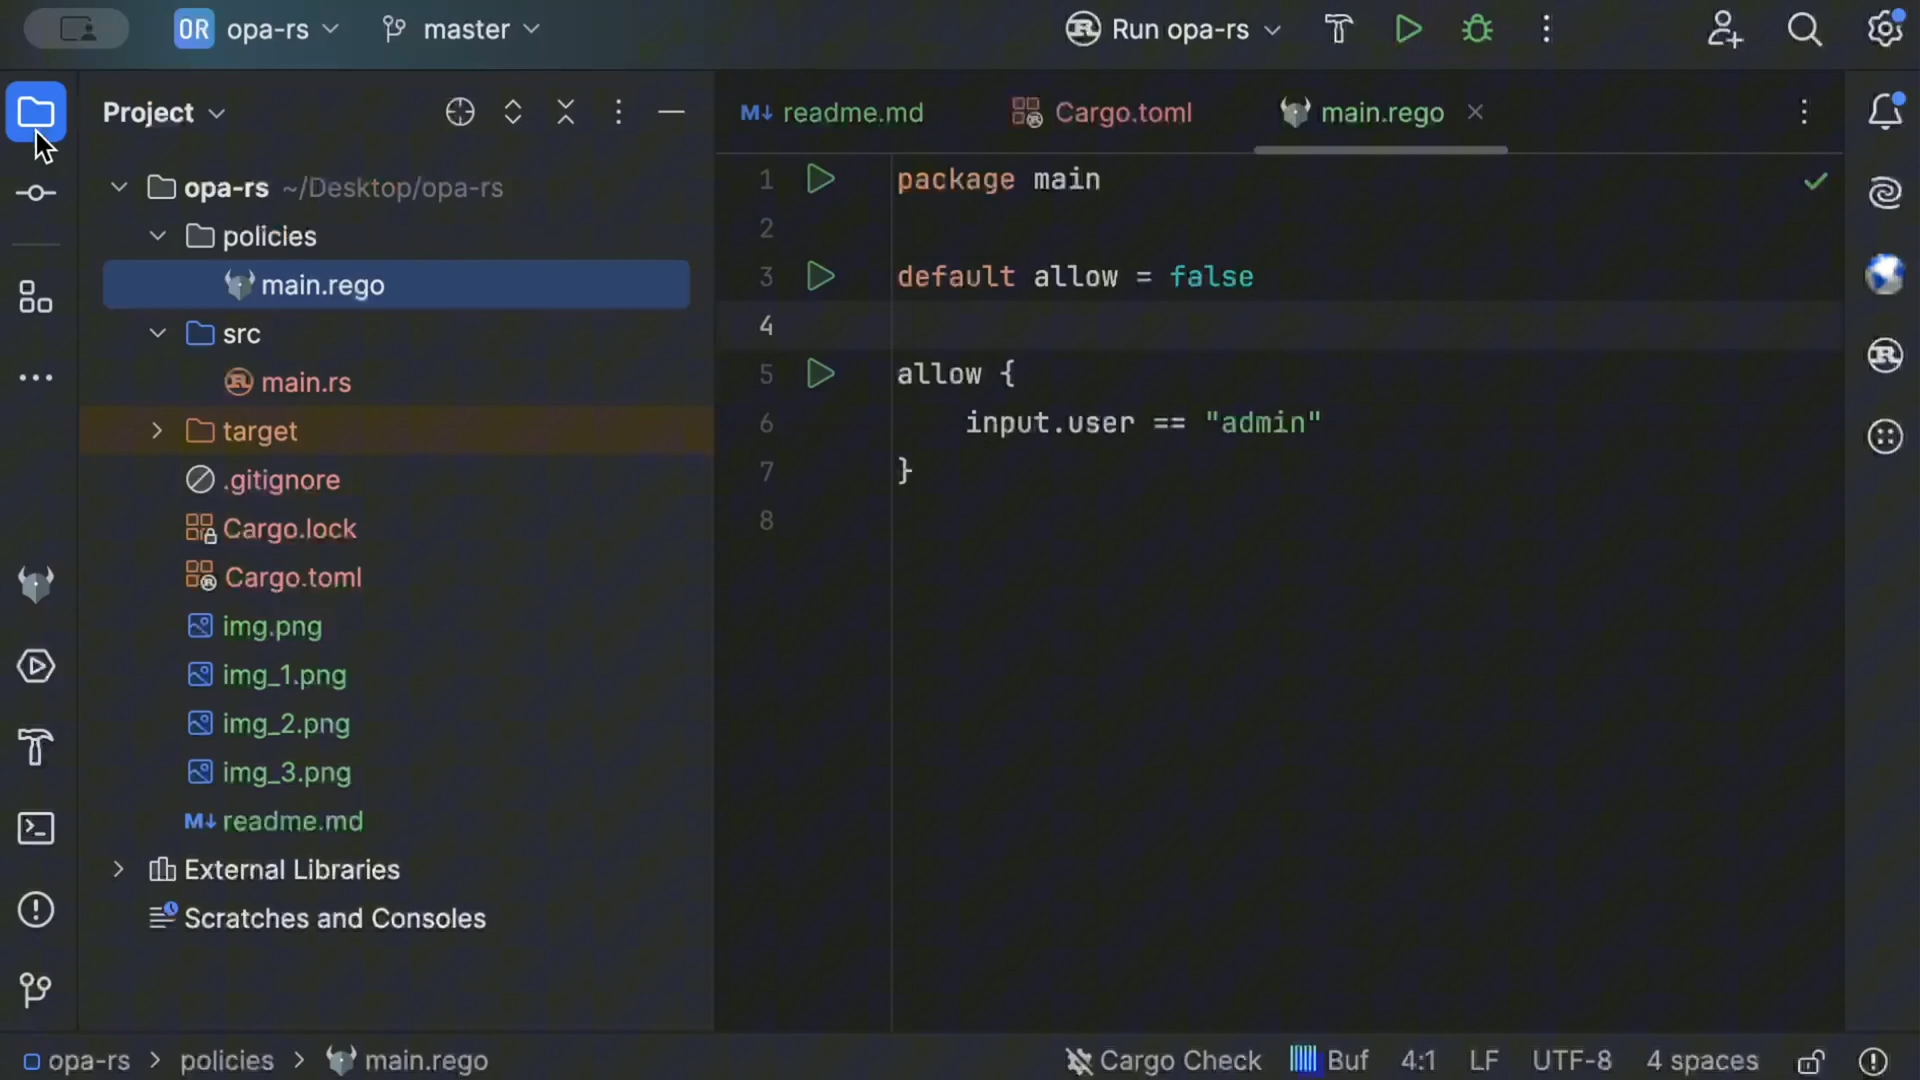 OR opa-rs master Run opa-rs
Project
opa-rs ~/Desktop/opa-rs
policies
main.rego
src
main.rs
target
.gitignore
Cargo.lock
Cargo.toml
img.png
img_1.png
img_2.png
img_3.png
M↓ readme.md
External Libraries
Scratches and Consoles
M↓ readme.md Cargo.toml main.rego
1 package main
2
3 default allow = false
4
5 allow {
6 input.user == "admin"
7 }
8
opa-rs > policies > main.rego Cargo Check Buf 4:1 LF UTF-8 4 spaces